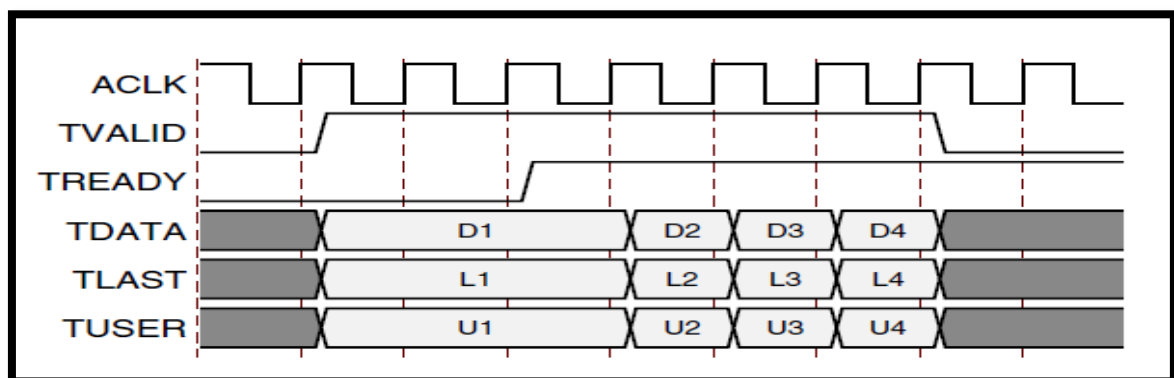 ACLK
TVALID
TREADY
TDATA D1 D2 D3 D4
TLAST L1 L2 L3 L4
TUSER U1 U2 U3 U4